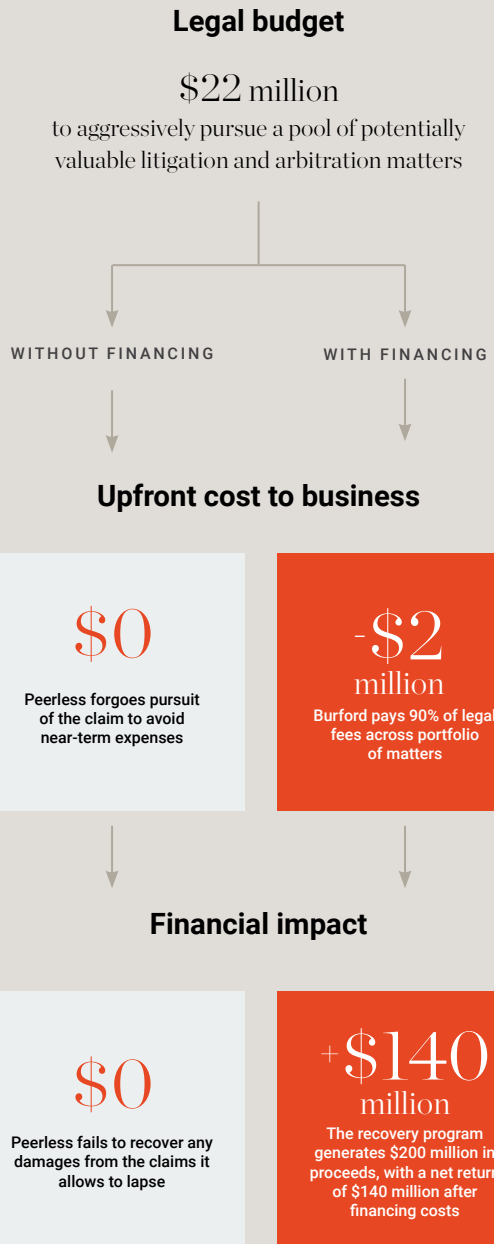 Legal budget
$22 million
to aggressively pursue a pool of potentially
valuable litigation and arbitration matters
WITHOUT FINANCING
WITH FINANCING
Upfront cost to business
$0
Peerless forgoes pursuit
of the claim to avoid
near-term expenses
-$2
million
Burford pays 90% of legal
fees across portfolio
of matters
Financial impact
$0
Peerless fails to recover any
damages from the claims it
allows to lapse
+$140
million
The recovery program
generates $200 million in
proceeds, with a net return
of $140 million after
financing costs